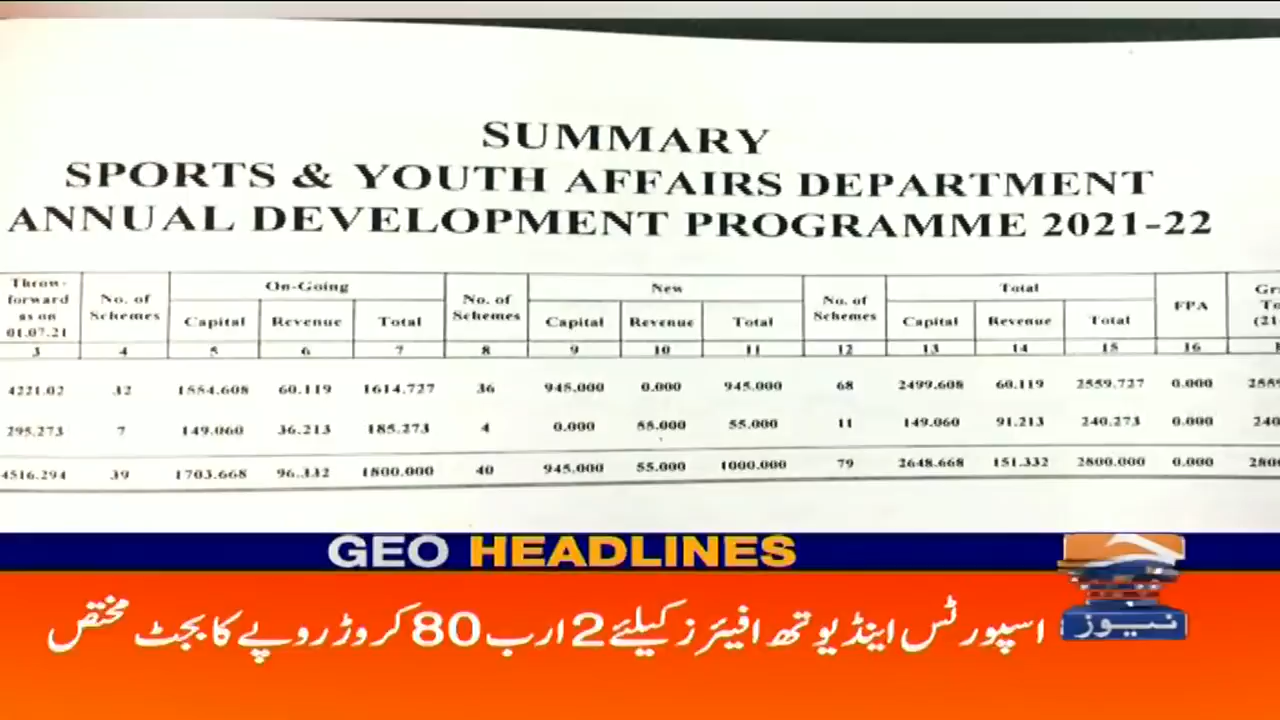 SUMMARY
SPORTS & YOUTH AFFAIRS DEPARTMENT
ANNUAL DEVELOPMENT PROGRAMME 2021-22
Throw-forward as on 01.07.21 No. of Schemes On-Going No. of Schemes New No. of Schemes Total FPA
Capital Revenue Total Capital Revenue Total Capital Revenue Total
3 4 5 6 7 8 9 10 11 12 13 14 15 16
4221.02 32 1554.608 60.119 1614.727 36 945.000 0.000 945.000 68 2499.608 60.119 2559.727 0.000
295.273 7 149.060 36.213 185.273 4 0.000 55.000 55.000 11 149.060 91.213 240.273 0.000
4516.294 39 1703.668 96.332 1800.000 40 945.000 55.000 1000.000 79 2648.668 151.332 2800.000 0.000
GEO HEADLINES
اسپورٹس اینڈ یوتھ افیئرز کیلئے 2 ارب 80 کروڑ روپے کا بجٹ مختص
نیوز